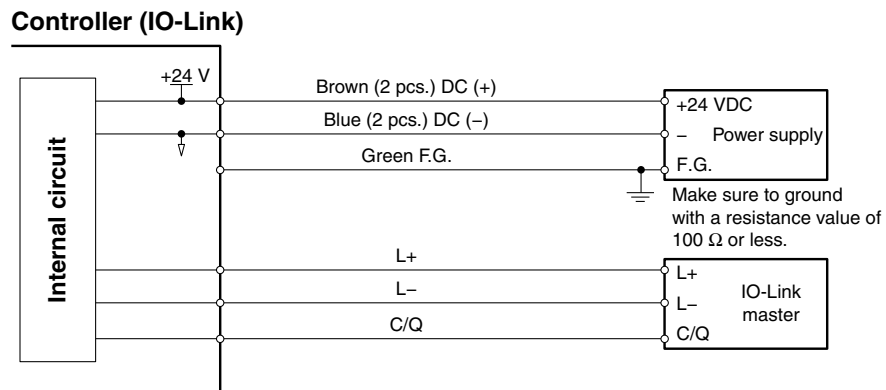 Controller (IO-Link)
+24 V
Internal circuit
Brown (2 pcs.) DC (+)
Blue (2 pcs.) DC (−)
Green F.G.
+24 VDC
− Power supply
F.G.
Make sure to ground
with a resistance value of
100 Ω or less.
L+
L−
C/Q
L+
L−
C/Q
IO-Link
master